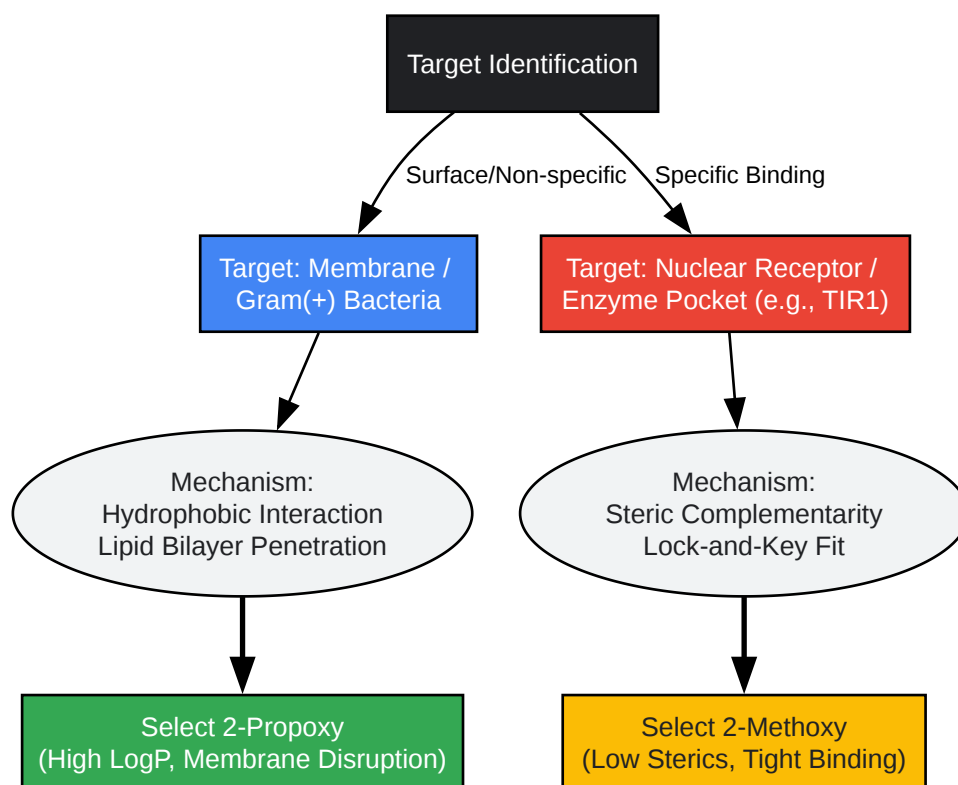 Target Identification
Surface/Non-specific
Specific Binding
Target: Membrane /
Gram(+) Bacteria
Target: Nuclear Receptor /
Enzyme Pocket (e.g., TIR1)
Mechanism:
Hydrophobic Interaction
Lipid Bilayer Penetration
Mechanism:
Steric Complementarity
Lock-and-Key Fit
Select 2-Propoxy
(High LogP, Membrane Disruption)
Select 2-Methoxy
(Low Sterics, Tight Binding)